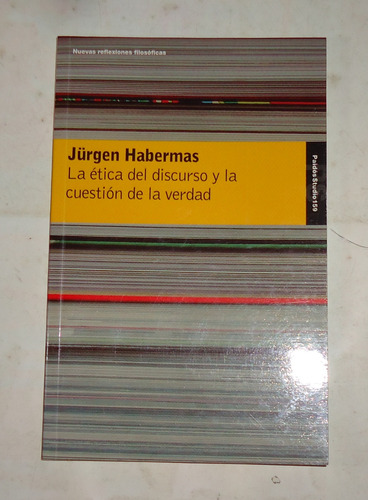 Nuevas reflexiones filosóficas
Jürgen Habermas
La ética del discurso y la
cuestión de la verdad
Paidós Studio 159